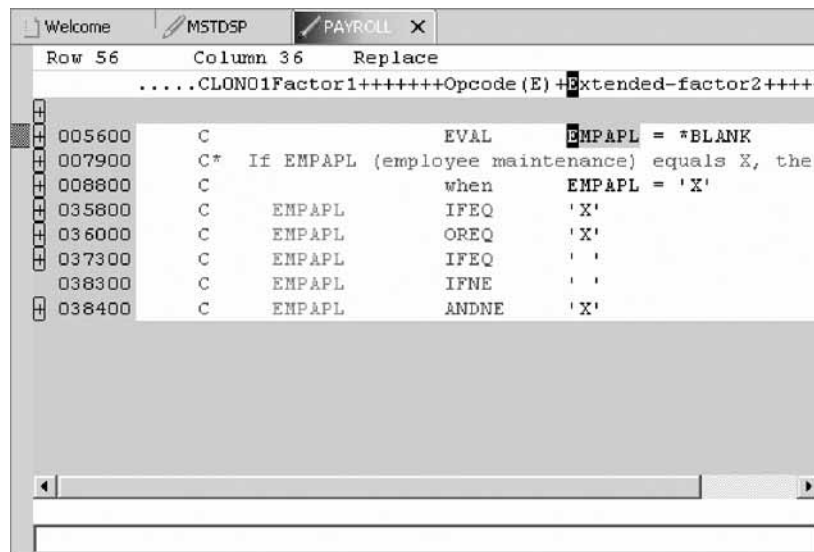 Welcome MSTDSP PAYROLL X
Row 56 Column 36 Replace
.....CL0N01Factor1+++++++Opcode(E)+Extended-factor2++++
005600 C EVAL EMPAPL = *BLANK
007900 C* If EMPAPL (employee maintenance) equals X, the
008800 C when EMPAPL = 'X'
035800 C EMPAPL IFEQ 'X'
036000 C EMPAPL OREQ 'X'
037300 C EMPAPL IFEQ ' '
038300 C EMPAPL IFNE ' '
038400 C EMPAPL ANDNE 'X'